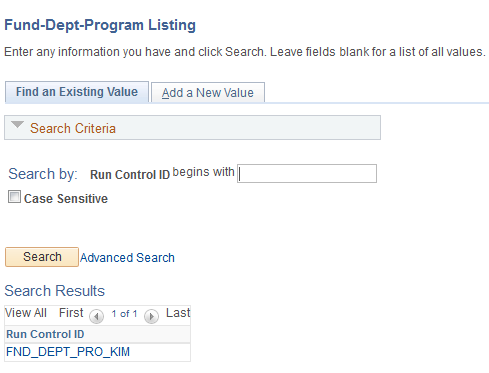 Fund-Dept-Program Listing
Enter any information you have and click Search. Leave fields blank for a list of all values.
Find an Existing Value Add a New Value
Search Criteria
Search by: Run Control ID begins with
Case Sensitive
Search Advanced Search
Search Results
View All First 1 of 1 Last
Run Control ID
FND_DEPT_PRO_KIM